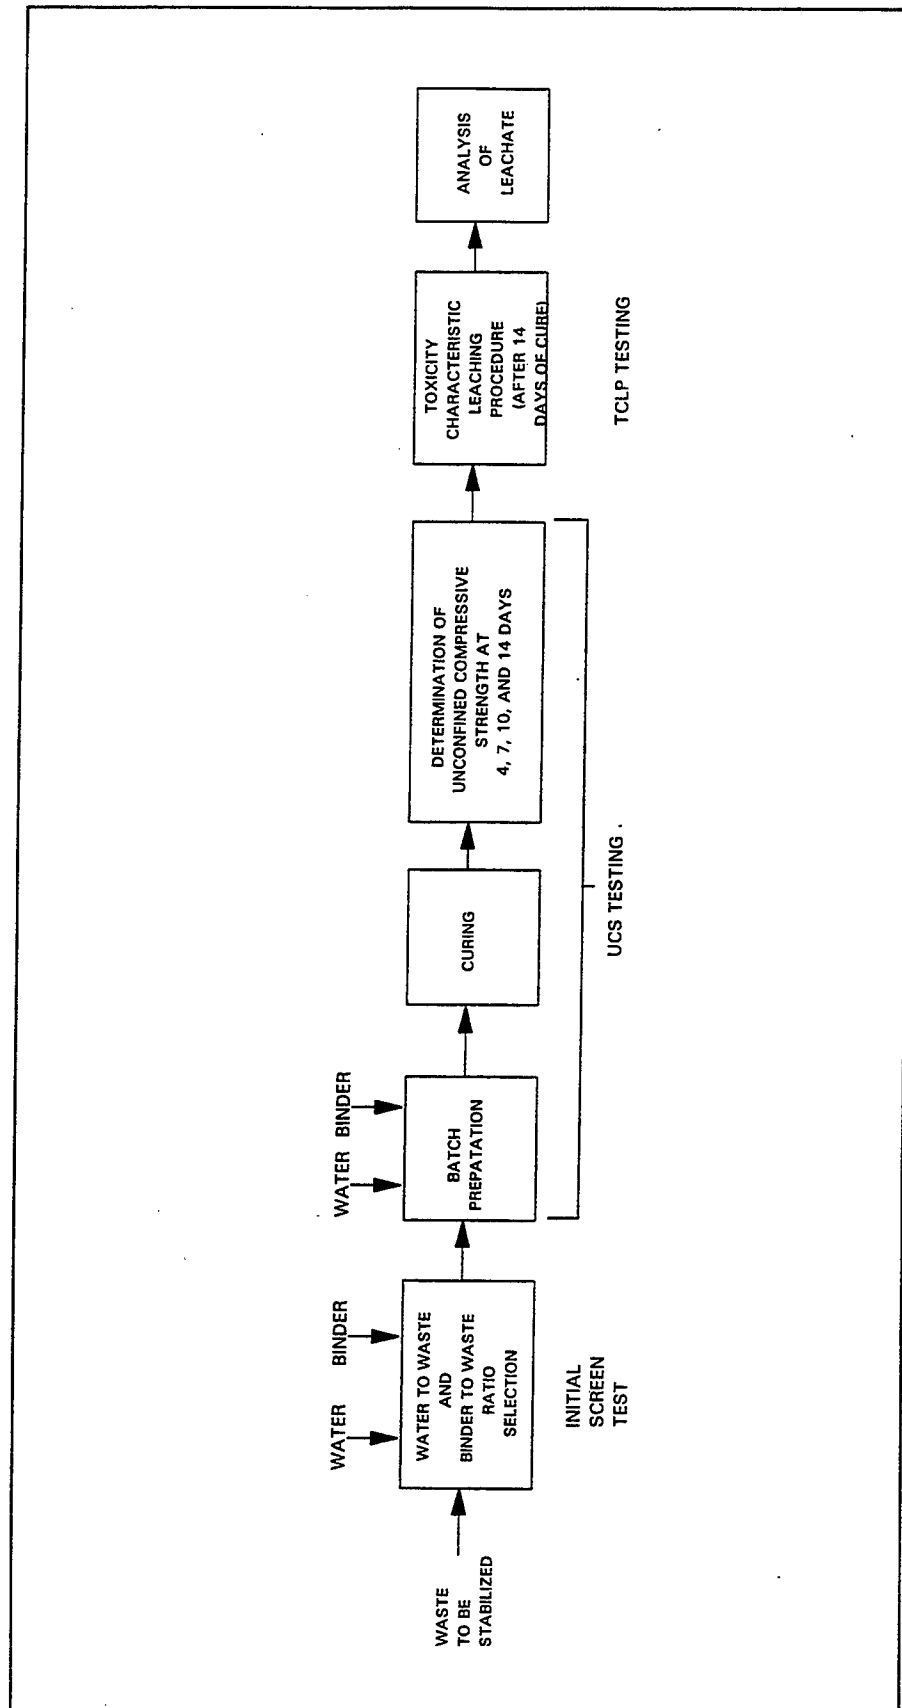 WASTE
TO BE
STABILIZED
WATER
BINDER
WATER TO WASTE
AND
BINDER TO WASTE
RATIO
SELECTION
INITIAL
SCREEN
TEST
WATER BINDER
BATCH
PREPATATION
CURING
DETERMINATION OF
UNCONFINED COMPRESSIVE
STRENGTH AT
4, 7, 10, AND 14 DAYS
UCS TESTING .
TOXICITY
CHARACTERISTIC
LEACHING
PROCEDURE
(AFTER 14
DAYS OF CURE)
TCLP TESTING
ANALYSIS
OF
LEACHATE